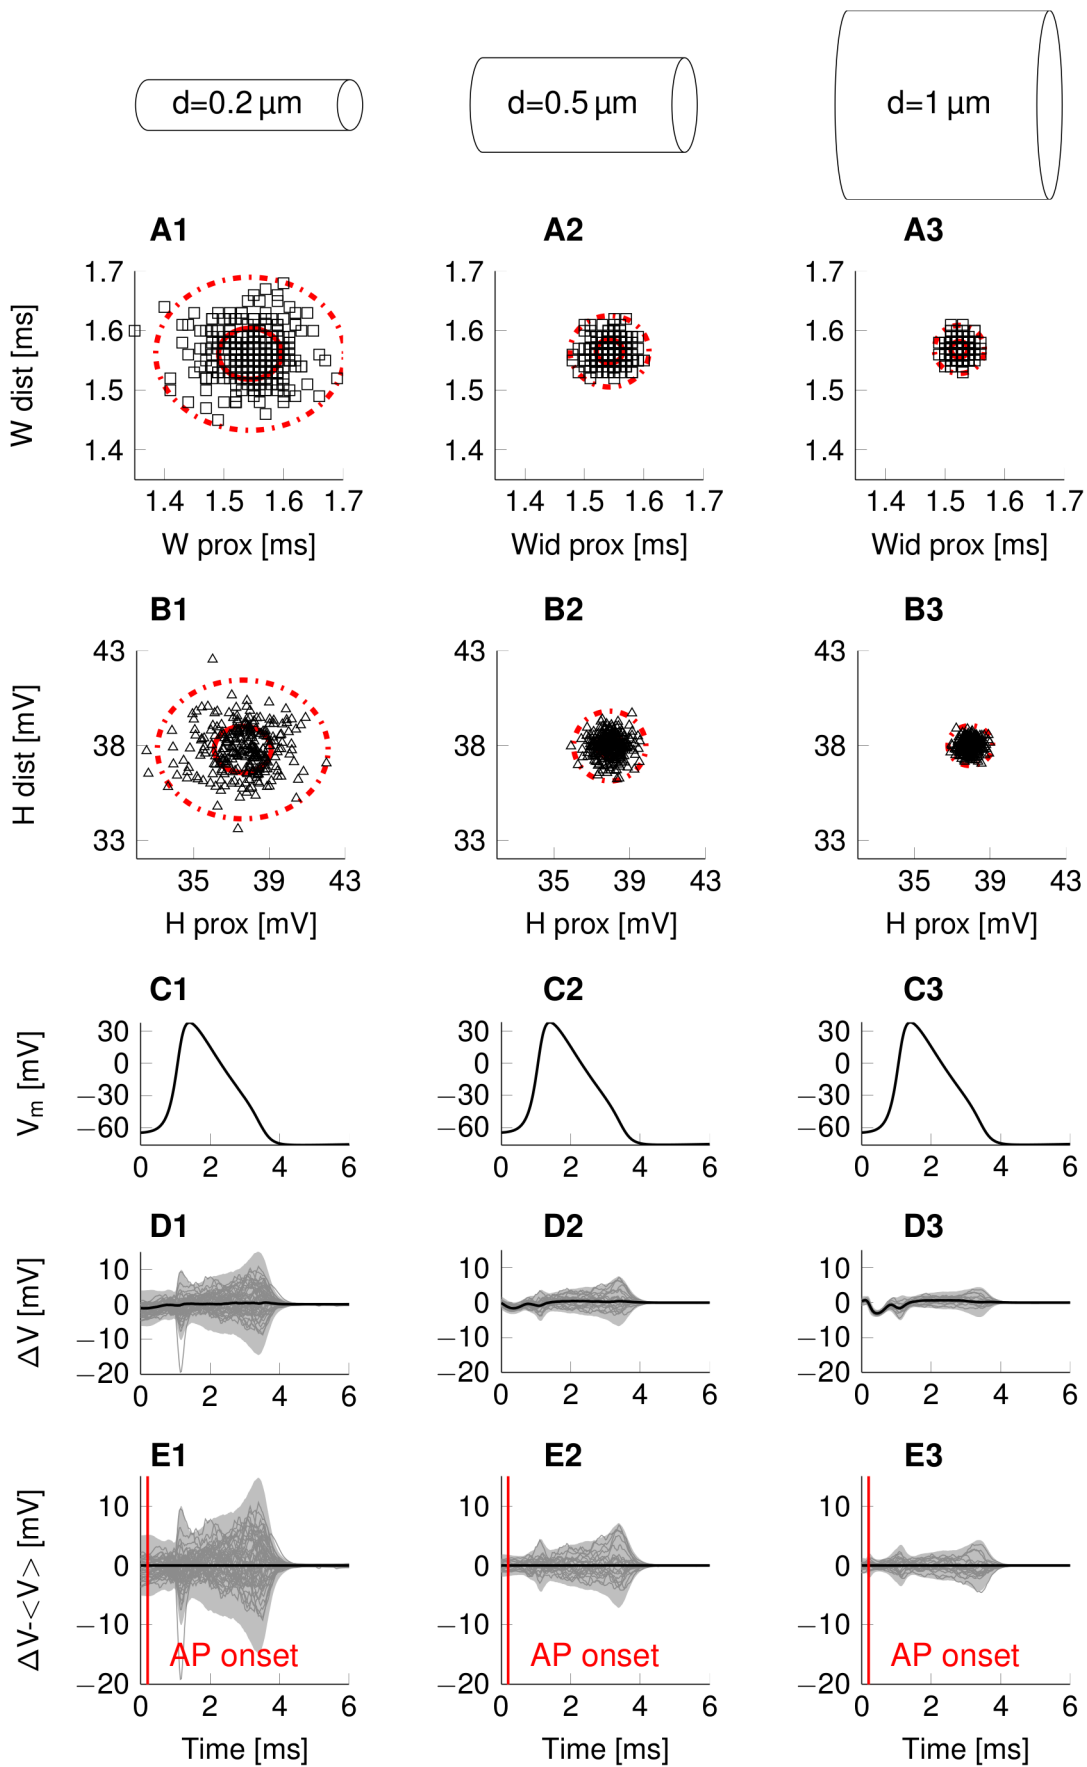 d=0.2 µm
d=0.5 µm
d=1 µm
A1
A2
A3
W dist [ms]
1.7
1.6
1.5
1.4
1.4 1.5 1.6 1.7
W prox [ms]
1.7
1.6
1.5
1.4
1.4 1.5 1.6 1.7
Wid prox [ms]
1.7
1.6
1.5
1.4
1.4 1.5 1.6 1.7
Wid prox [ms]
B1
B2
B3
H dist [mV]
43
38
33
35 39 43
H prox [mV]
43
38
33
35 39 43
H prox [mV]
43
38
33
35 39 43
H prox [mV]
C1
C2
C3
Vm [mV]
30
0
−30
−60
0 2 4 6
30
0
−30
−60
0 2 4 6
30
0
−30
−60
0 2 4 6
D1
D2
D3
ΔV [mV]
10
0
−10
−20
0 2 4 6
10
0
−10
−20
0 2 4 6
10
0
−10
−20
0 2 4 6
E1
E2
E3
ΔV-<V> [mV]
10
0
−10
−20
AP onset
0 2 4 6
Time [ms]
10
0
−10
−20
AP onset
0 2 4 6
Time [ms]
10
0
−10
−20
AP onset
0 2 4 6
Time [ms]